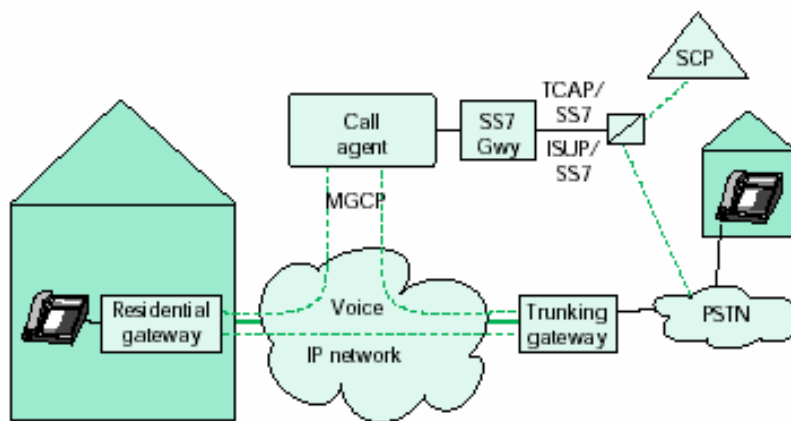 SCP
TCAP/
SS7
Call
agent
SS7
Gwy
ISUP/
SS7
MGCP
Residential
gateway
Voice
IP network
Trunking
gateway
PSTN